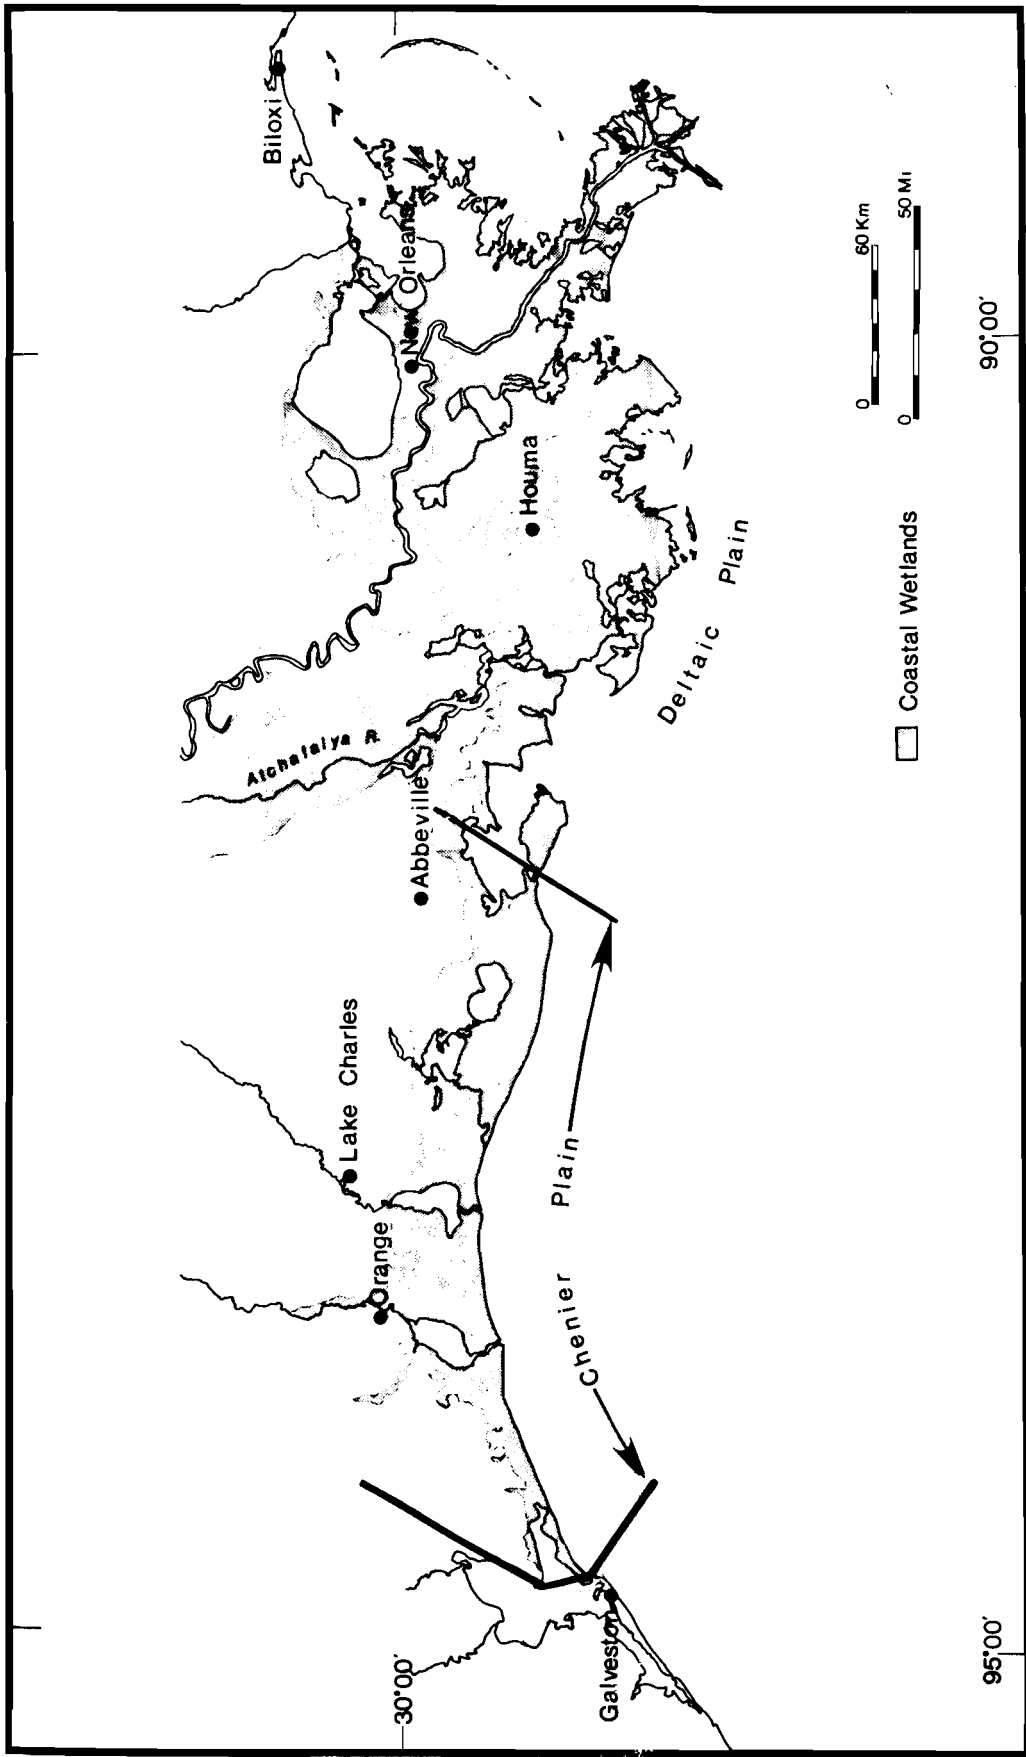 Biloxi
New Orleans
Houma
Atchafalya R.
Abbeville
Lake Charles
Orange
Galveston
Deltaic Plain
Chenier Plain
Coastal Wetlands
0 60 Km
0 50 Mi
30°00'
95°00'
90°00'